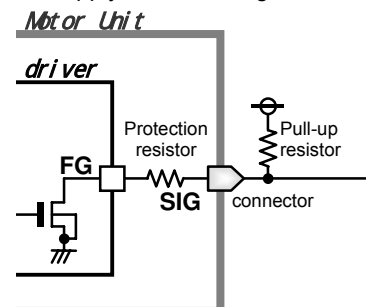 Motor Unit
driver
Protection
resistor
Pull-up
resistor
FG
SIG
connector